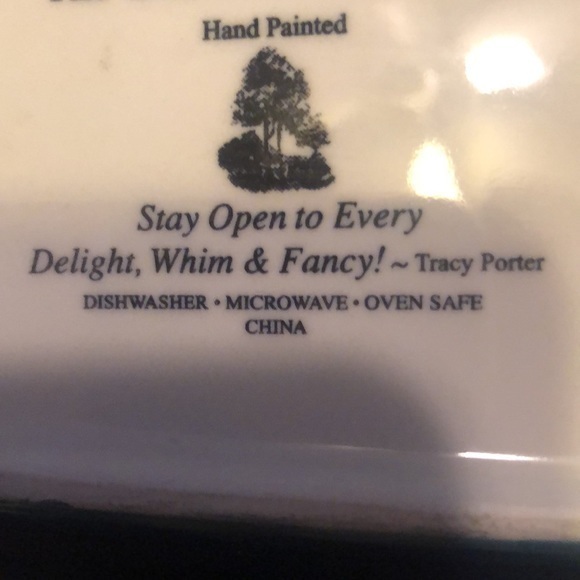 Hand Painted
Stay Open to Every
Delight, Whim & Fancy! ~ Tracy Porter
DISHWASHER • MICROWAVE • OVEN SAFE
CHINA